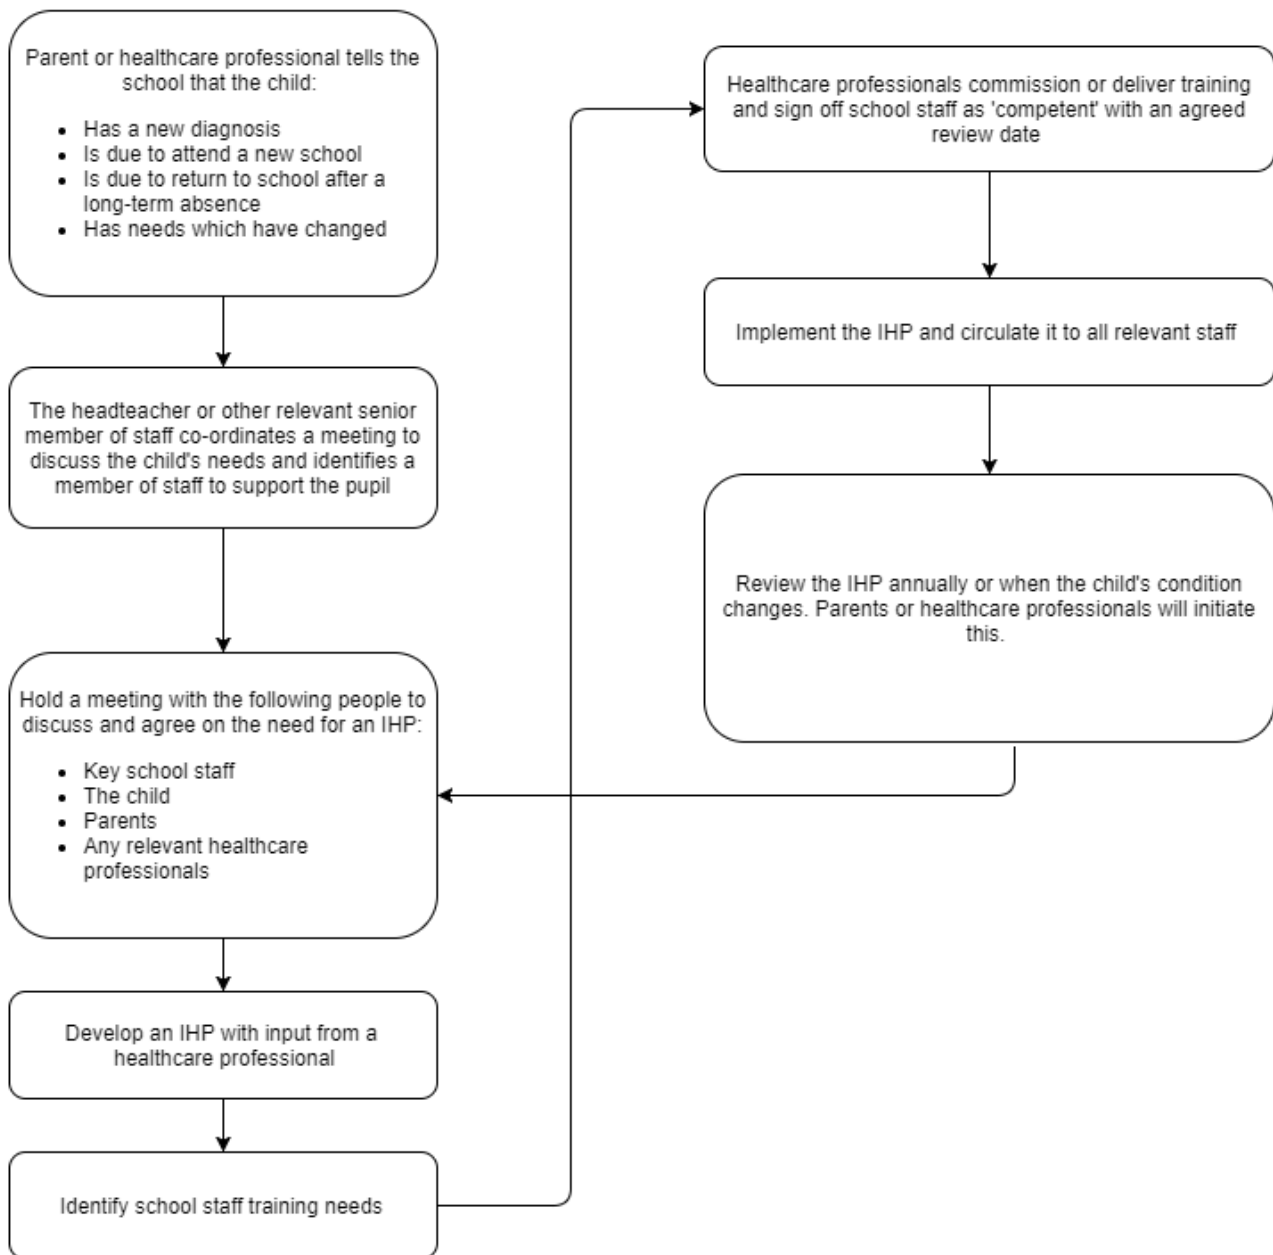 Parent or healthcare professional tells the
school that the child:
• Has a new diagnosis
• Is due to attend a new school
• Is due to return to school after a
long-term absence
• Has needs which have changed
The headteacher or other relevant senior
member of staff co-ordinates a meeting to
discuss the child's needs and identifies a
member of staff to support the pupil
Hold a meeting with the following people to
discuss and agree on the need for an IHP:
• Key school staff
• The child
• Parents
• Any relevant healthcare
professionals
Develop an IHP with input from a
healthcare professional
Identify school staff training needs
Healthcare professionals commission or deliver training
and sign off school staff as 'competent' with an agreed
review date
Implement the IHP and circulate it to all relevant staff
Review the IHP annually or when the child's condition
changes. Parents or healthcare professionals will initiate
this.